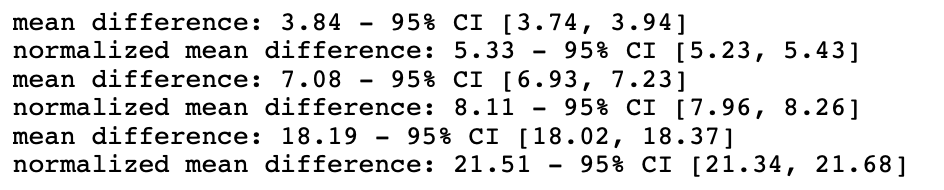 mean difference: 3.84 – 95% CI [3.74, 3.94]
normalized mean difference: 5.33 – 95% CI [5.23, 5.43]
mean difference: 7.08 – 95% CI [6.93, 7.23]
normalized mean difference: 8.11 – 95% CI [7.96, 8.26]
mean difference: 18.19 – 95% CI [18.02, 18.37]
normalized mean difference: 21.51 – 95% CI [21.34, 21.68]